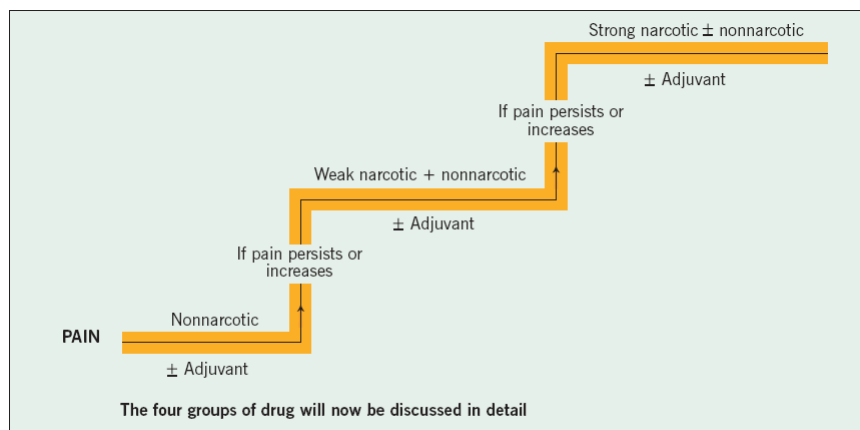 Strong narcotic ± nonnarcotic
± Adjuvant
If pain persists or
increases
Weak narcotic + nonnarcotic
± Adjuvant
If pain persists or
increases
Nonnarcotic
PAIN
± Adjuvant
The four groups of drug will now be discussed in detail